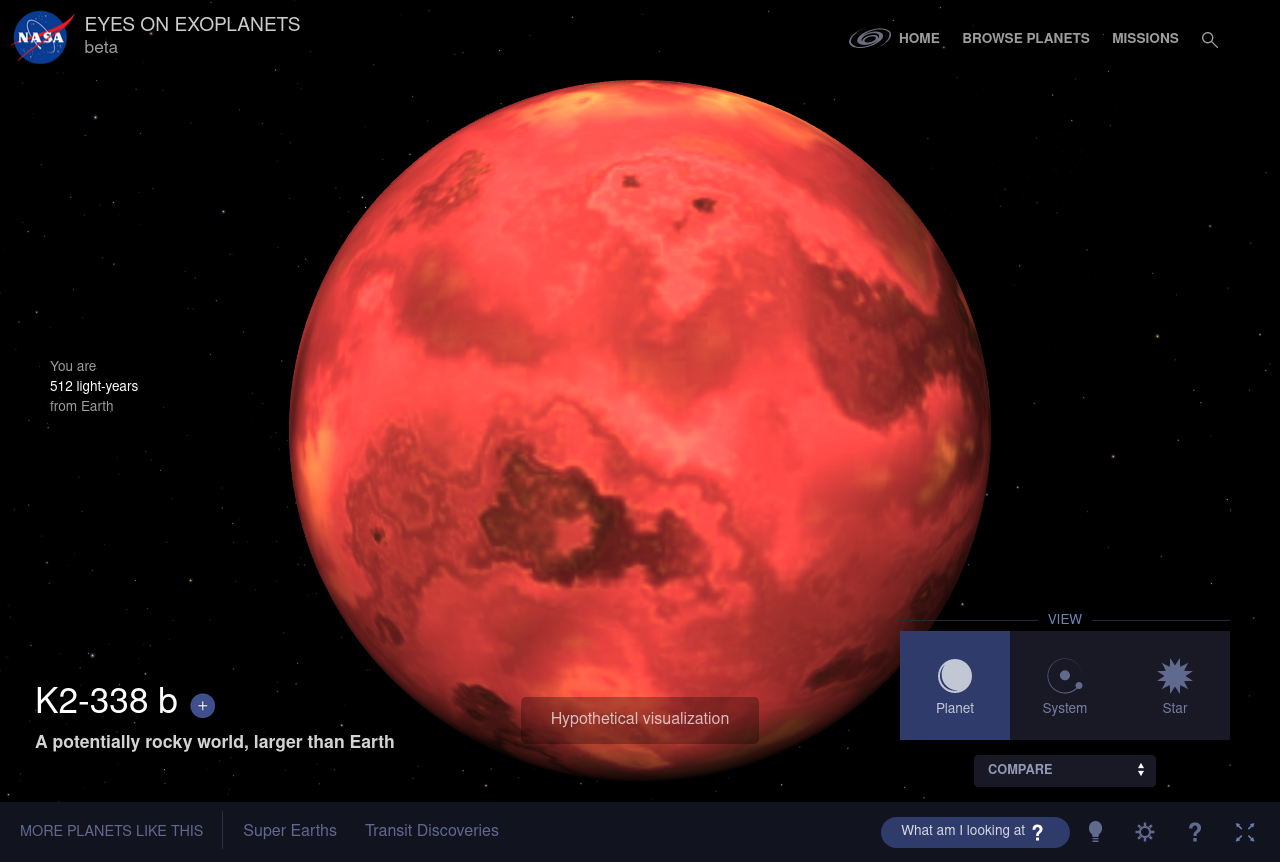 NASA
EYES ON EXOPLANETS
beta
HOME
BROWSE PLANETS
MISSIONS
You are
512 light-years
from Earth
VIEW
Planet
System
Star
K2-338 b +
A potentially rocky world, larger than Earth
Hypothetical visualization
COMPARE
MORE PLANETS LIKE THIS
Super Earths
Transit Discoveries
What am I looking at ?
?